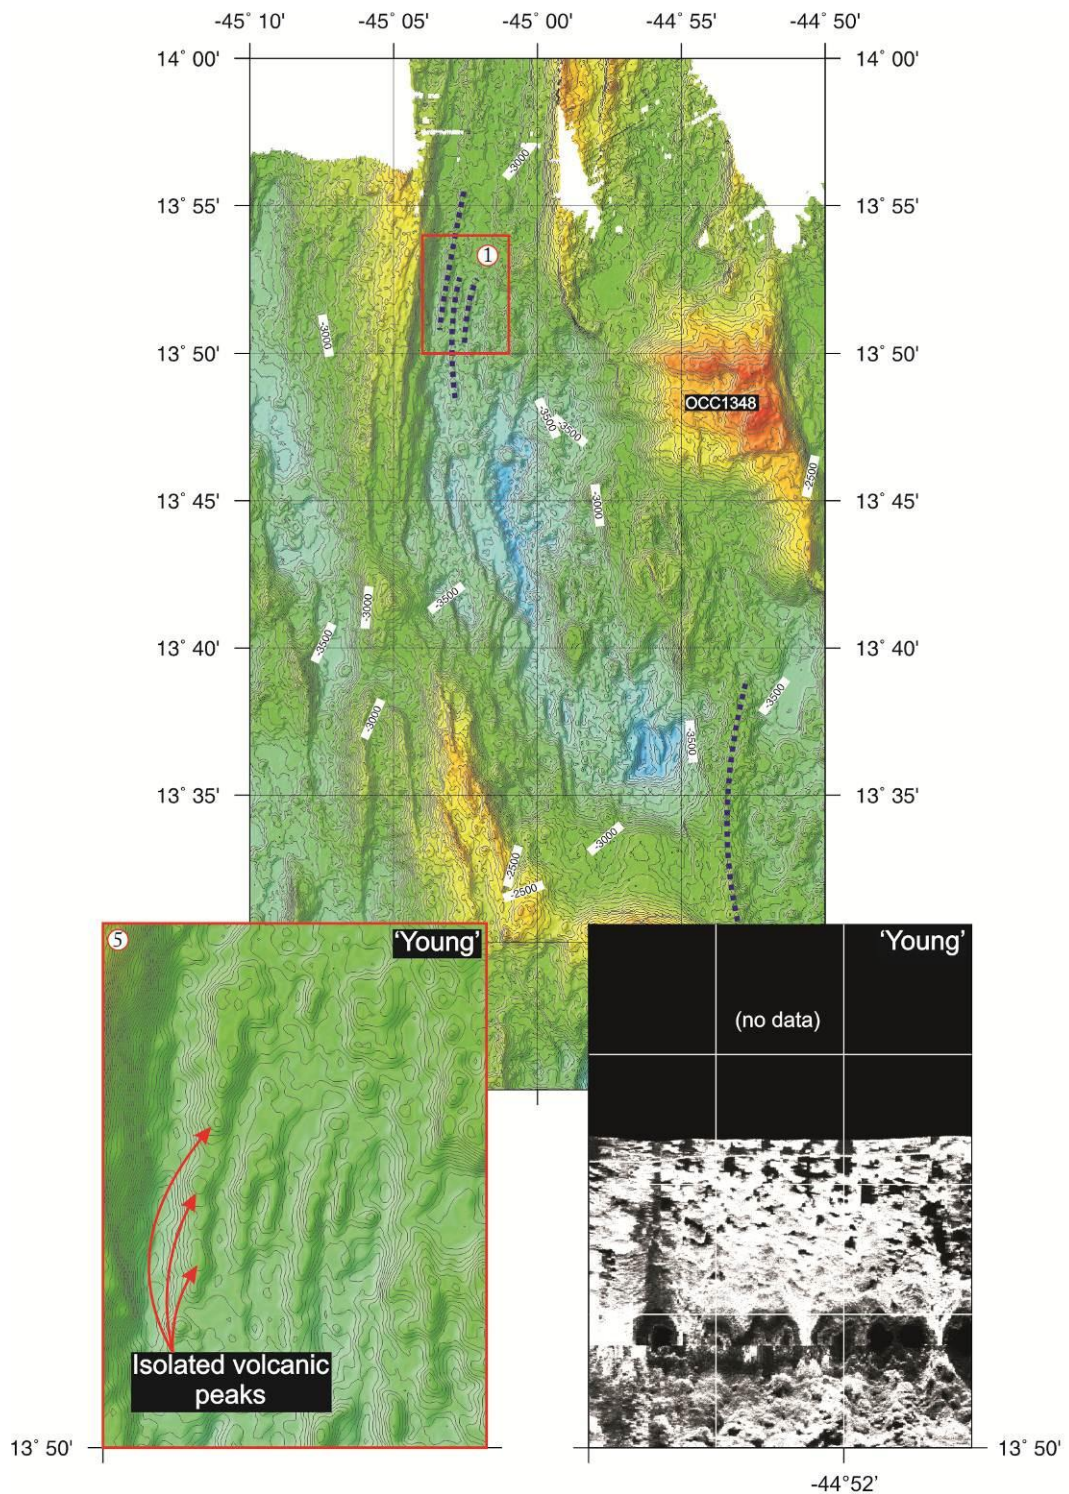 -45° 10' -45° 05' -45° 00' -44° 55' -44° 50'
14° 00' 14° 00'
-3000
13° 55' 13° 55'
1
-3000
13° 50' 13° 50'
OCC1348
-3500
-3500
-2500
13° 45' 13° 45'
-3000
-3500
-3000
-3500
13° 40' 13° 40'
-3500
-3000
-3500
13° 35' 13° 35'
-3000
-2500
-2500
5 'Young' 'Young'
(no data)
Isolated volcanic
peaks
13° 50' 13° 50'
-44°52'